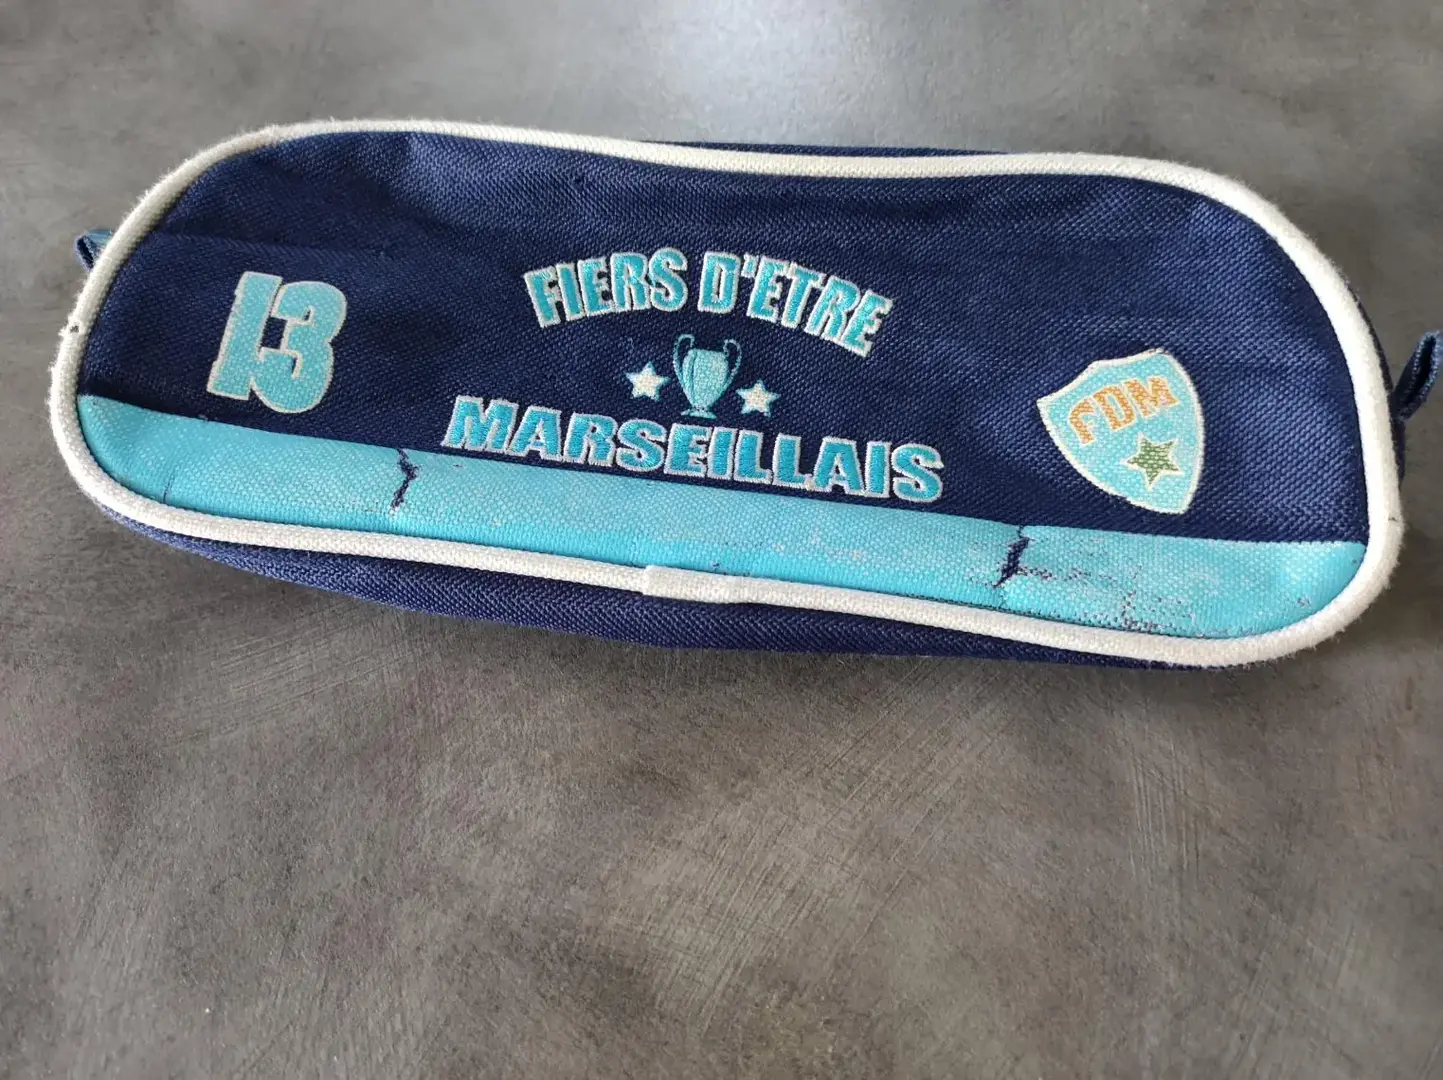 13
FIERS D'ETRE
MARSEILLAIS
FDM